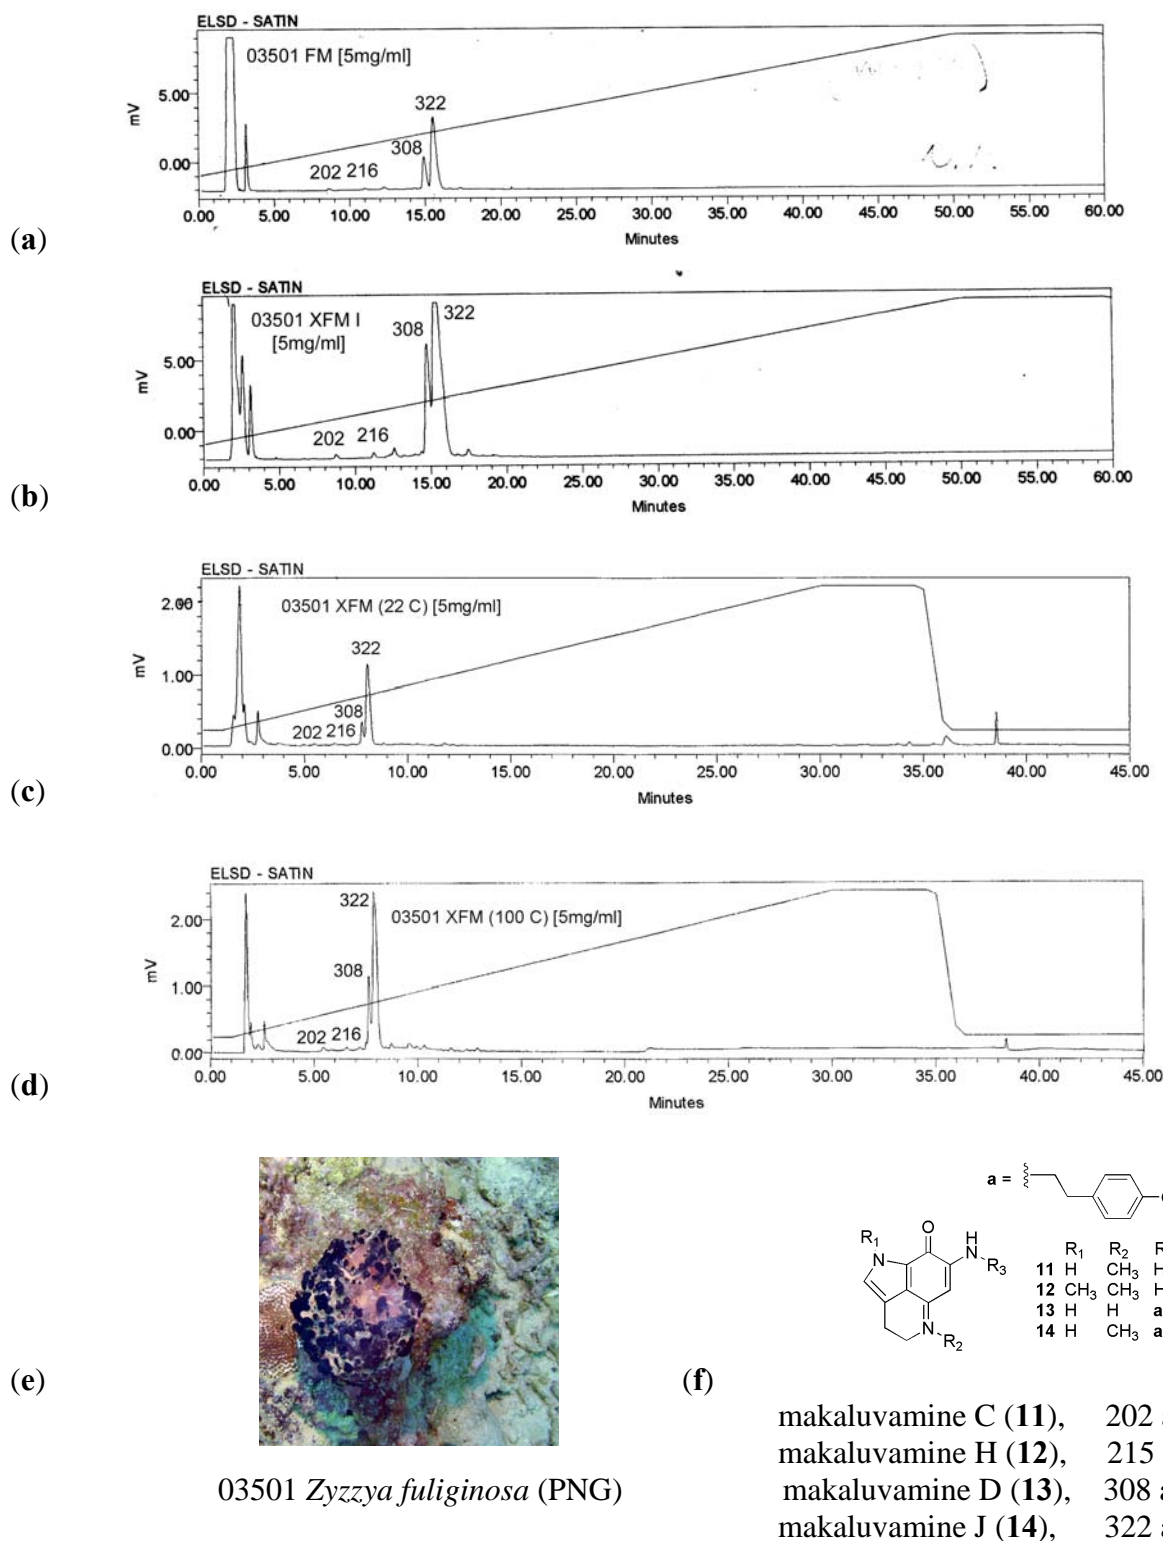 ELSD - SATIN
03501 FM [5mg/ml]
mV
5.00
0.00
202 216 308 322
0.00 5.00 10.00 15.00 20.00 25.00 30.00 35.00 40.00 45.00 50.00 55.00 60.00
Minutes
(a)
ELSD - SATIN
03501 XFM I
[5mg/ml]
mV
5.00
0.00
202 216 308 322
0.00 5.00 10.00 15.00 20.00 25.00 30.00 35.00 40.00 45.00 50.00 55.00 60.00
Minutes
(b)
ELSD - SATIN
03501 XFM (22 C) [5mg/ml]
mV
2.00
1.00
0.00
202 216 308 322
0.00 5.00 10.00 15.00 20.00 25.00 30.00 35.00 40.00 45.00
Minutes
(c)
ELSD - SATIN
03501 XFM (100 C) [5mg/ml]
mV
2.00
1.00
0.00
202 216 308 322
0.00 5.00 10.00 15.00 20.00 25.00 30.00 35.00 40.00 45.00
Minutes
(d)
(e)
03501 Zyzzya fuliginosa (PNG)
(f)
a =
R1 N O H N R3 N R2
R1 R2 R
11 H CH3 H
12 CH3 CH3 H
13 H H a
14 H CH3 a
makaluvamine C (11), 202
makaluvamine H (12), 215
makaluvamine D (13), 308 a
makaluvamine J (14), 322 a